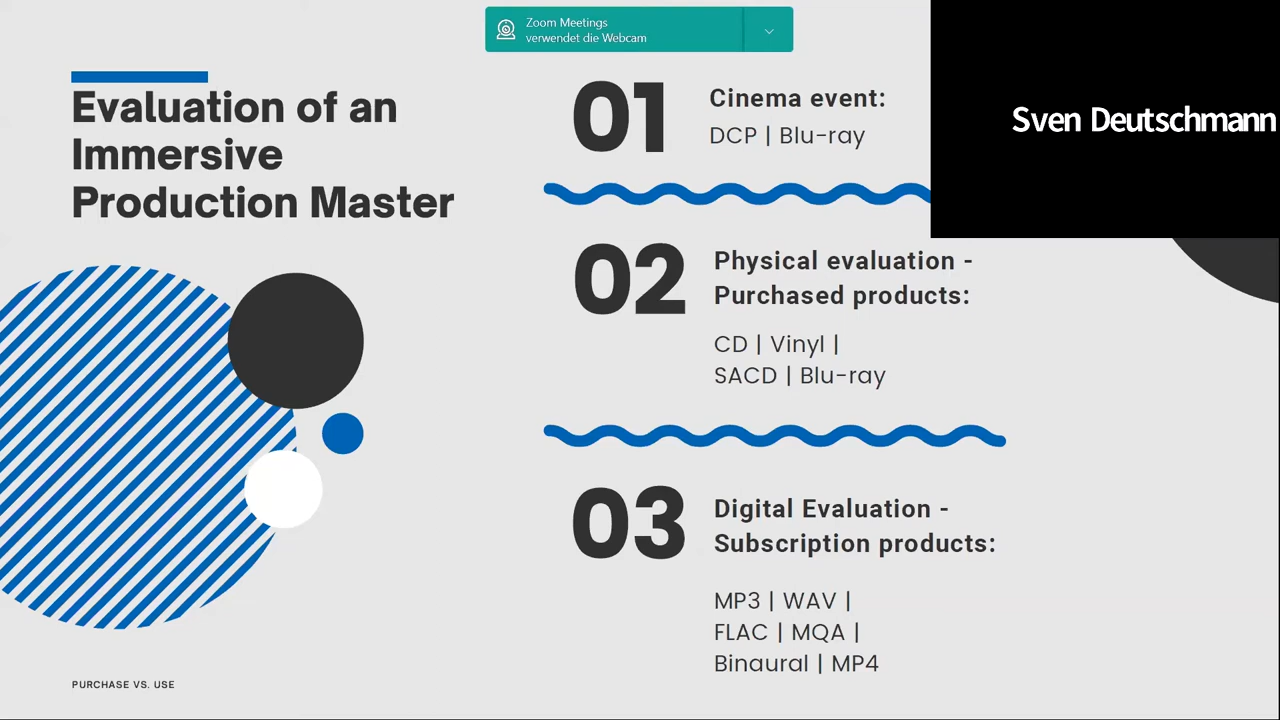 Zoom Meetings
verwendet die Webcam
Sven Deutschmann
Evaluation of an
Immersive
Production Master
01
Cinema event:
DCP | Blu-ray
02
Physical evaluation -
Purchased products:
CD | Vinyl |
SACD | Blu-ray
03
Digital Evaluation -
Subscription products:
MP3 | WAV |
FLAC | MQA |
Binaural | MP4
PURCHASE VS. USE